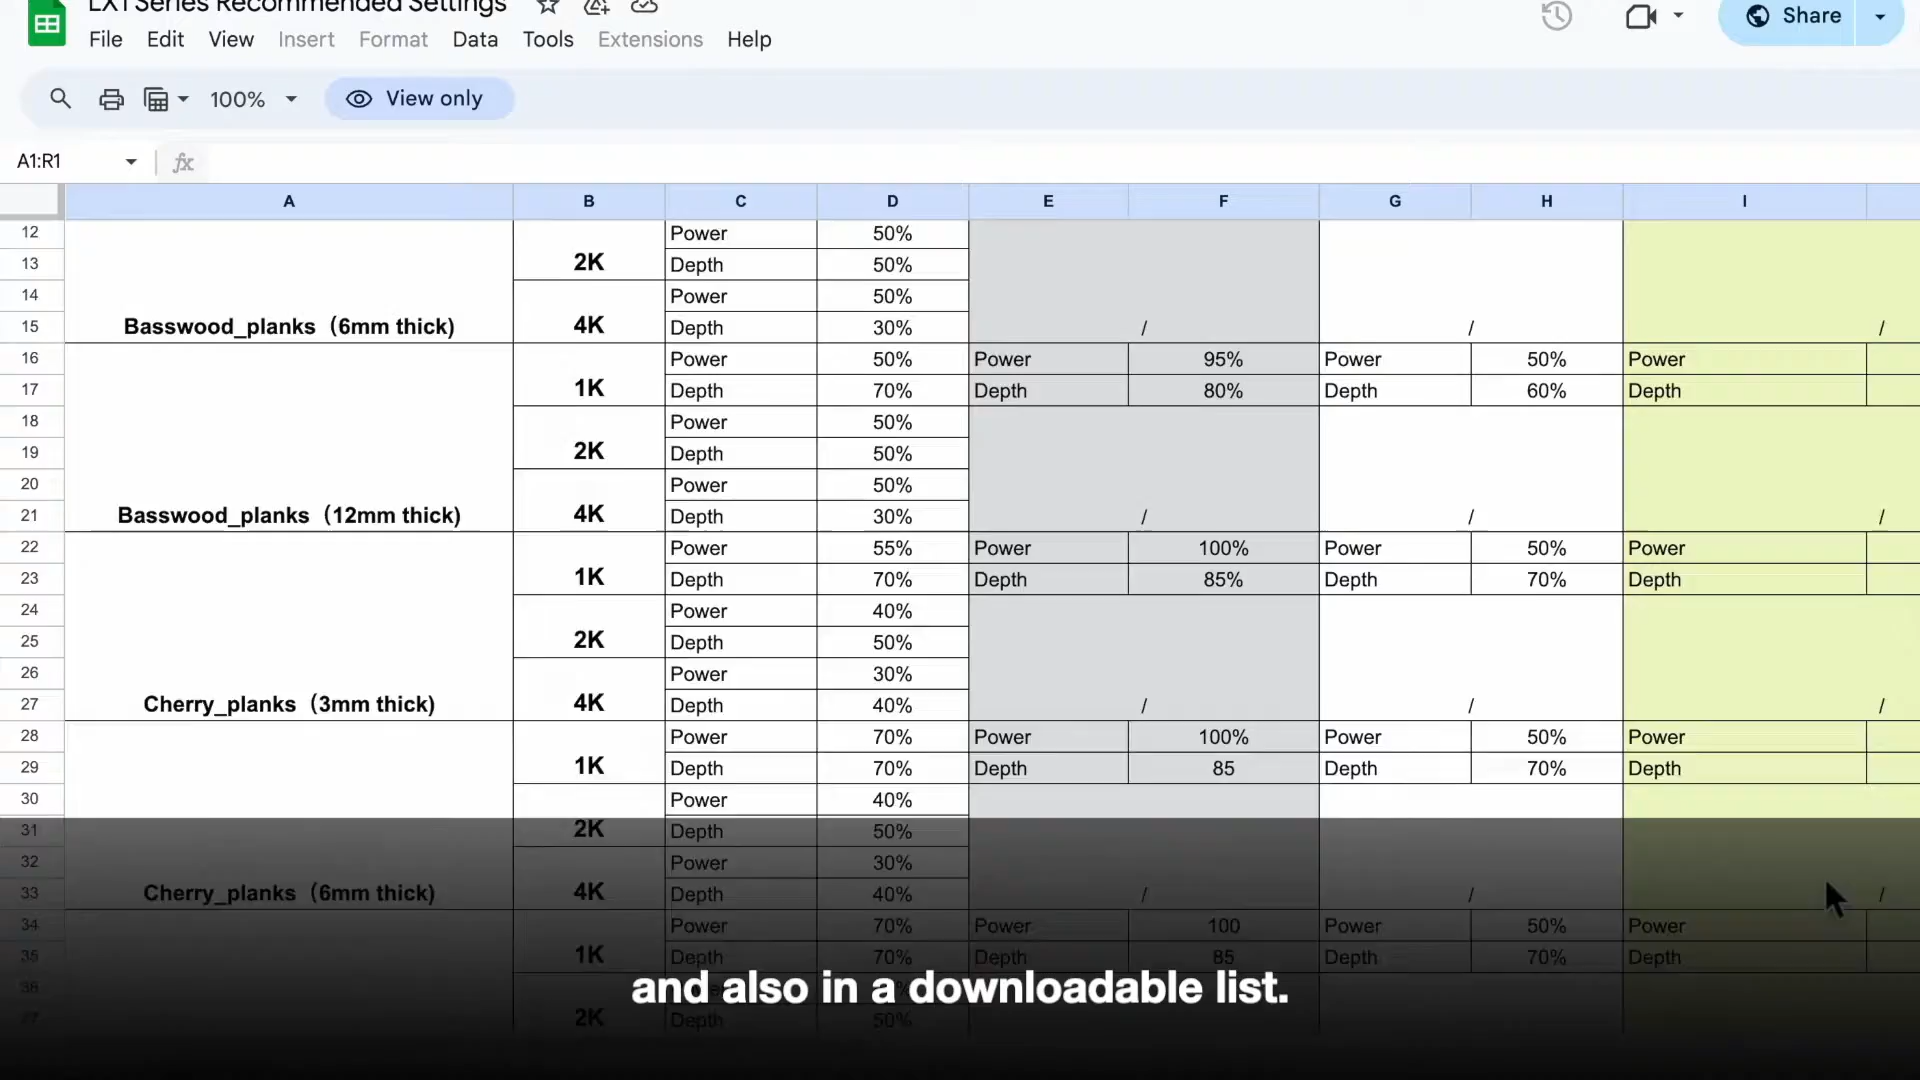 LX1 Series Recommended Settings
File Edit View Insert Format Data Tools Extensions Help
Share
100% View only
A1:R1 fx
A B C D E F G H I
12 Power 50%
13 2K Depth 50%
14 Power 50%
15 Basswood_planks（6mm thick) 4K Depth 30% / / /
16 Power 50% Power 95% Power 50% Power
17 1K Depth 70% Depth 80% Depth 60% Depth
18 Power 50%
19 2K Depth 50%
20 Power 50%
21 Basswood_planks（12mm thick) 4K Depth 30% / / /
22 Power 55% Power 100% Power 50% Power
23 1K Depth 70% Depth 85% Depth 70% Depth
24 Power 40%
25 2K Depth 50%
26 Power 30%
27 Cherry_planks（3mm thick) 4K Depth 40% / / /
28 Power 70% Power 100% Power 50% Power
29 1K Depth 70% Depth 85 Depth 70% Depth
30 Power 40%
31 2K Depth 50%
32 Power 30%
33 Cherry_planks（6mm thick) 4K Depth 40% / / /
34 Power 70% Power 100 Power 50% Power
35 1K Depth 70% Depth 85 Depth 70% Depth
36
37 2K Depth 50%
and also in a downloadable list.